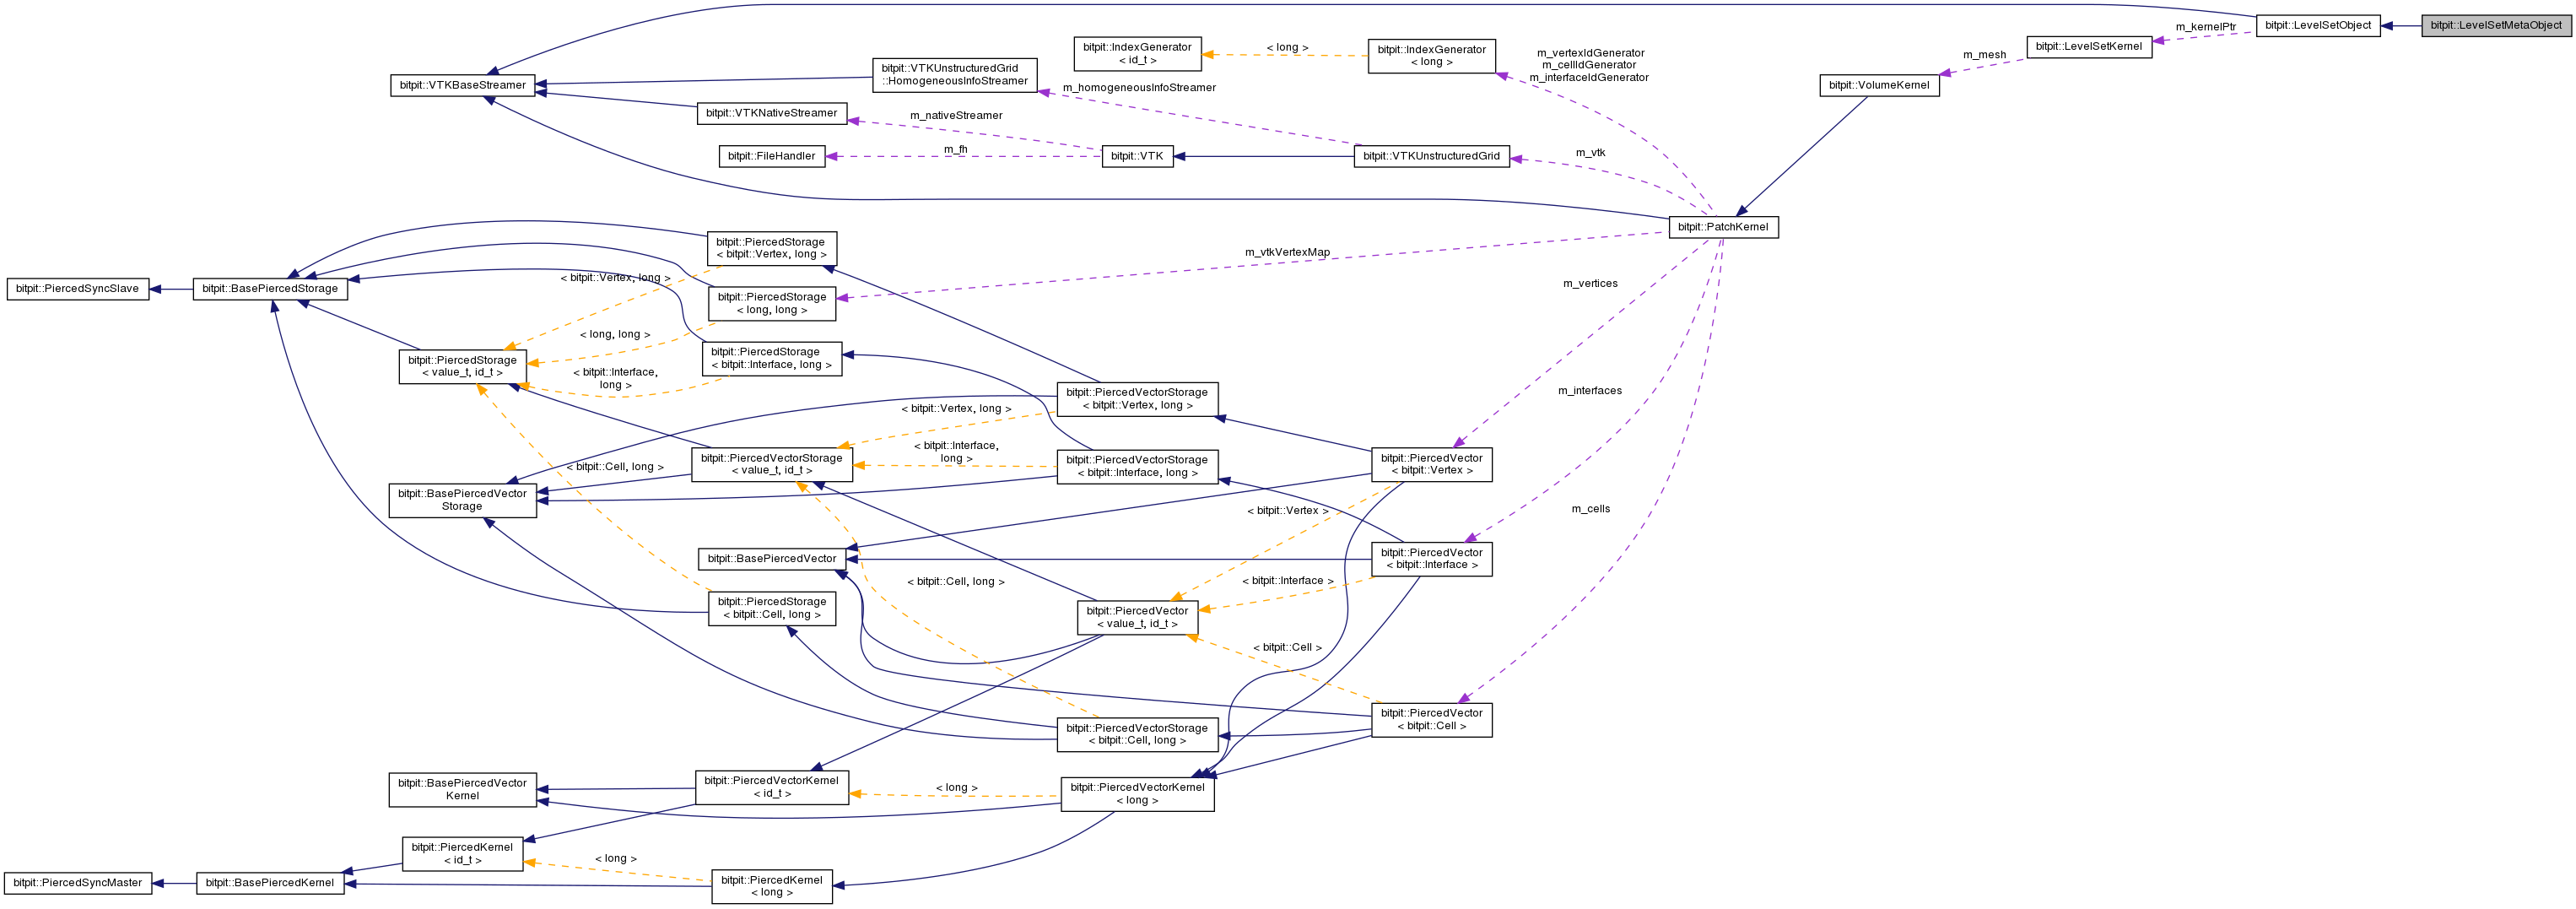 bitpit::LevelSetMetaObject
bitpit::LevelSetObject
m_kernelPtr
bitpit::LevelSetKernel
m_mesh
bitpit::VolumeKernel
bitpit::IndexGenerator
< id_t >
< long >
bitpit::IndexGenerator
< long >
m_vertexIdGenerator
m_cellIdGenerator
m_interfaceIdGenerator
bitpit::VTKUnstructuredGrid
::HomogeneousInfoStreamer
m_homogeneousInfoStreamer
bitpit::VTKBaseStreamer
bitpit::VTKNativeStreamer
m_nativeStreamer
bitpit::FileHandler
m_fh
bitpit::VTK
bitpit::VTKUnstructuredGrid
m_vtk
bitpit::PatchKernel
bitpit::PiercedStorage
< bitpit::Vertex, long >
m_vtkVertexMap
bitpit::PiercedSyncSlave
bitpit::BasePiercedStorage
< bitpit::Vertex, long >
bitpit::PiercedStorage
< long, long >
m_vertices
< long, long >
bitpit::PiercedStorage
< value_t, id_t >
bitpit::PiercedStorage
< bitpit::Interface, long >
< bitpit::Interface,
long >
bitpit::PiercedVectorStorage
< bitpit::Vertex, long >
m_interfaces
< bitpit::Vertex, long >
< bitpit::Interface,
long >
bitpit::PiercedVectorStorage
< value_t, id_t >
bitpit::PiercedVectorStorage
< bitpit::Interface, long >
bitpit::PiercedVector
< bitpit::Vertex >
< bitpit::Cell, long >
bitpit::BasePiercedVector
Storage
< bitpit::Vertex >
m_cells
bitpit::BasePiercedVector
bitpit::PiercedVector
< bitpit::Interface >
< bitpit::Cell, long >
< bitpit::Interface >
bitpit::PiercedStorage
< bitpit::Cell, long >
bitpit::PiercedVector
< value_t, id_t >
< bitpit::Cell >
bitpit::PiercedVectorStorage
< bitpit::Cell, long >
bitpit::PiercedVector
< bitpit::Cell >
bitpit::BasePiercedVector
Kernel
bitpit::PiercedVectorKernel
< id_t >
< long >
bitpit::PiercedVectorKernel
< long >
bitpit::PiercedKernel
< id_t >
< long >
bitpit::PiercedSyncMaster
bitpit::BasePiercedKernel
bitpit::PiercedKernel
< long >